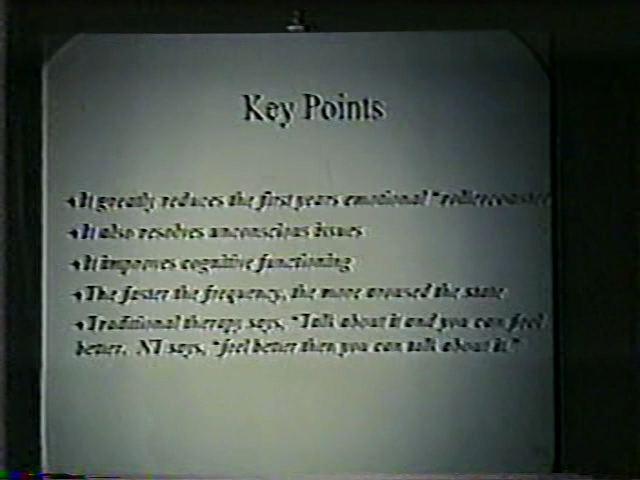 Key Points
It greatly reduces the first years emotional "rollercoaster
It also resolves unconscious issues
It improves cognitive functioning
The faster the frequency, the more aroused the state
Traditional therapy says, "Talk about it and you can feel
better. NT says, "feel better then you can talk about it."